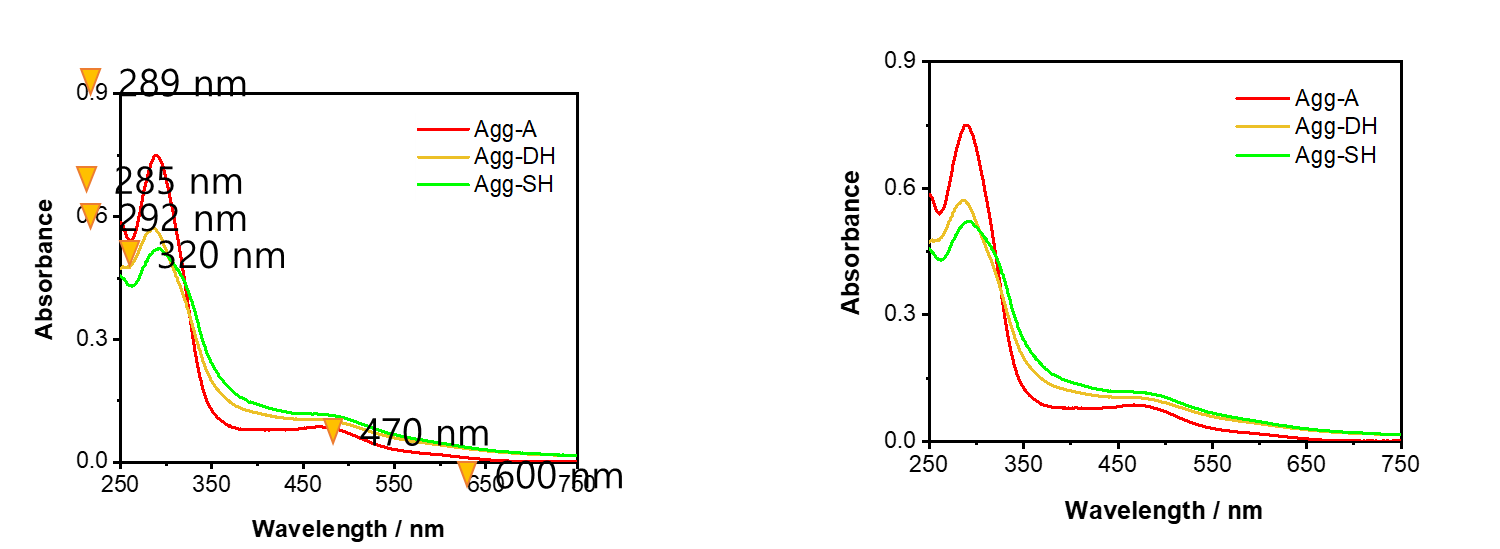 289 nm
0.9
Agg-A
Agg-DH
Agg-SH
285 nm
0.6
292 nm
320 nm
0.3
470 nm
0.0
600 nm
250 350 450 550 650 750
Absorbance
Wavelength / nm
0.9
Agg-A
Agg-DH
Agg-SH
0.6
0.3
0.0
250 350 450 550 650 750
Absorbance
Wavelength / nm